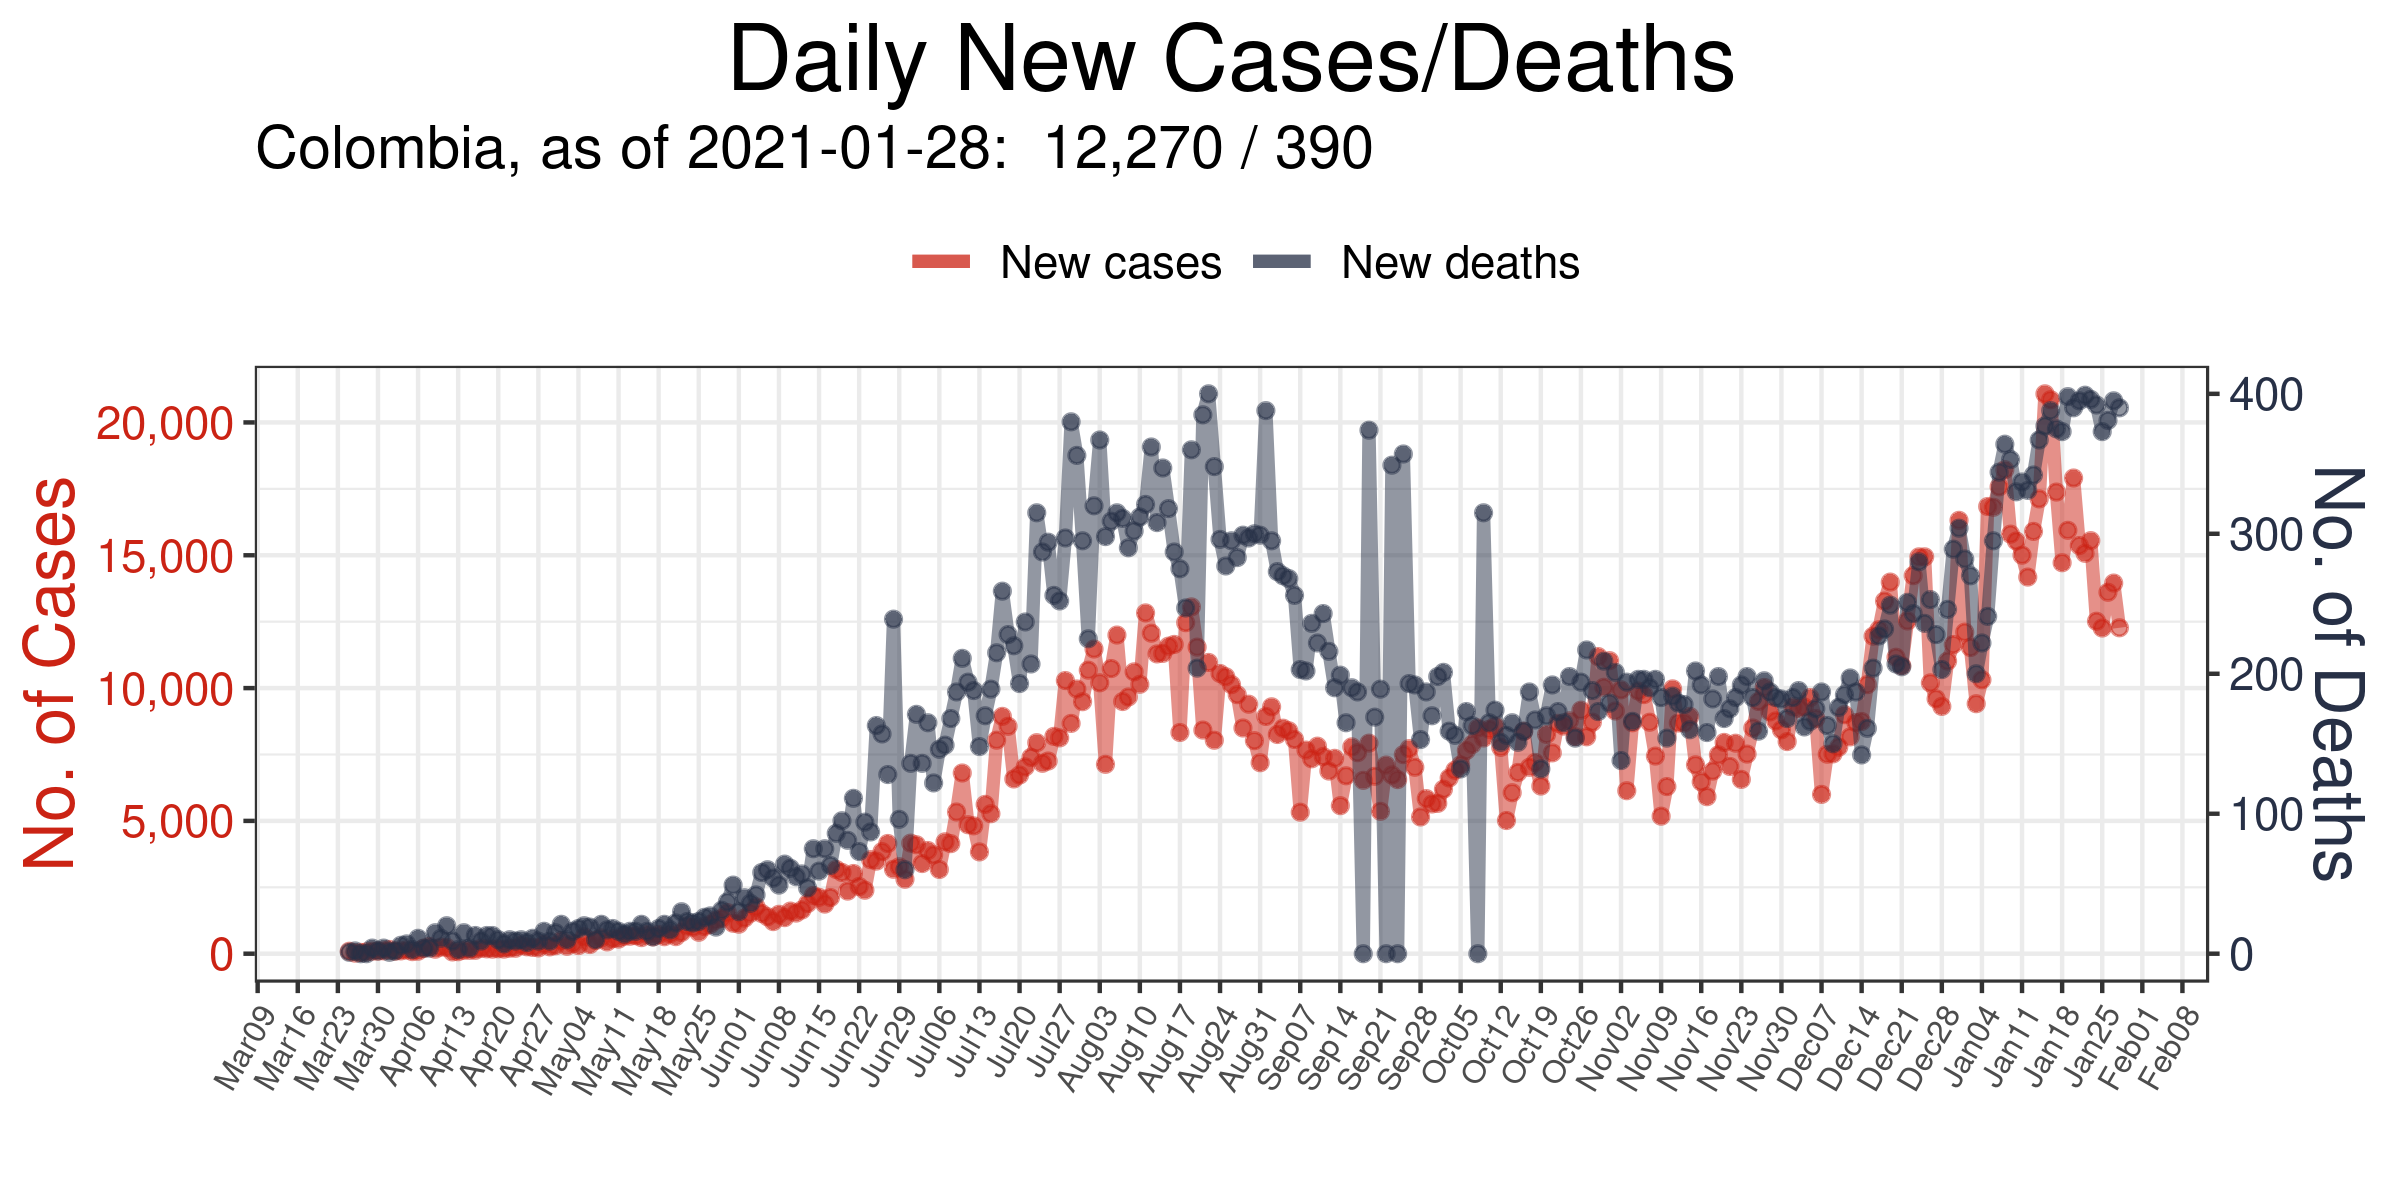 Daily New Cases/Deaths
Colombia, as of 2021-01-28:  12,270 / 390
New cases New deaths
No. of Cases
20,000
15,000
10,000
5,000
0
400
300
200
100
0
No. of Deaths
Mar09 Mar16 Mar23 Mar30 Apr06 Apr13 Apr20 Apr27 May04 May11 May18 May25 Jun01 Jun08 Jun15 Jun22 Jun29 Jul06 Jul13 Jul20 Jul27 Aug03 Aug10 Aug17 Aug24 Aug31 Sep07 Sep14 Sep21 Sep28 Oct05 Oct12 Oct19 Oct26 Nov02 Nov09 Nov16 Nov23 Nov30 Dec07 Dec14 Dec21 Dec28 Jan04 Jan11 Jan18 Jan25 Feb01 Feb08